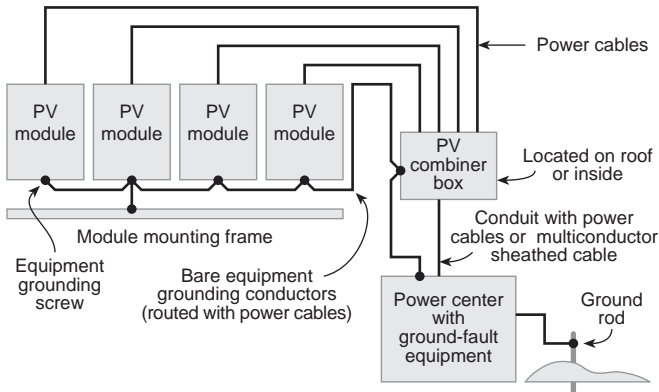 Power cables
PV
module
PV
module
PV
module
PV
module
PV
combiner
box
Located on roof
or inside
Module mounting frame
Equipment
grounding
screw
Bare equipment
grounding conductors
(routed with power cables)
Conduit with power
cables or multiconductor
sheathed cable
Power center
with
ground-fault
equipment
Ground
rod